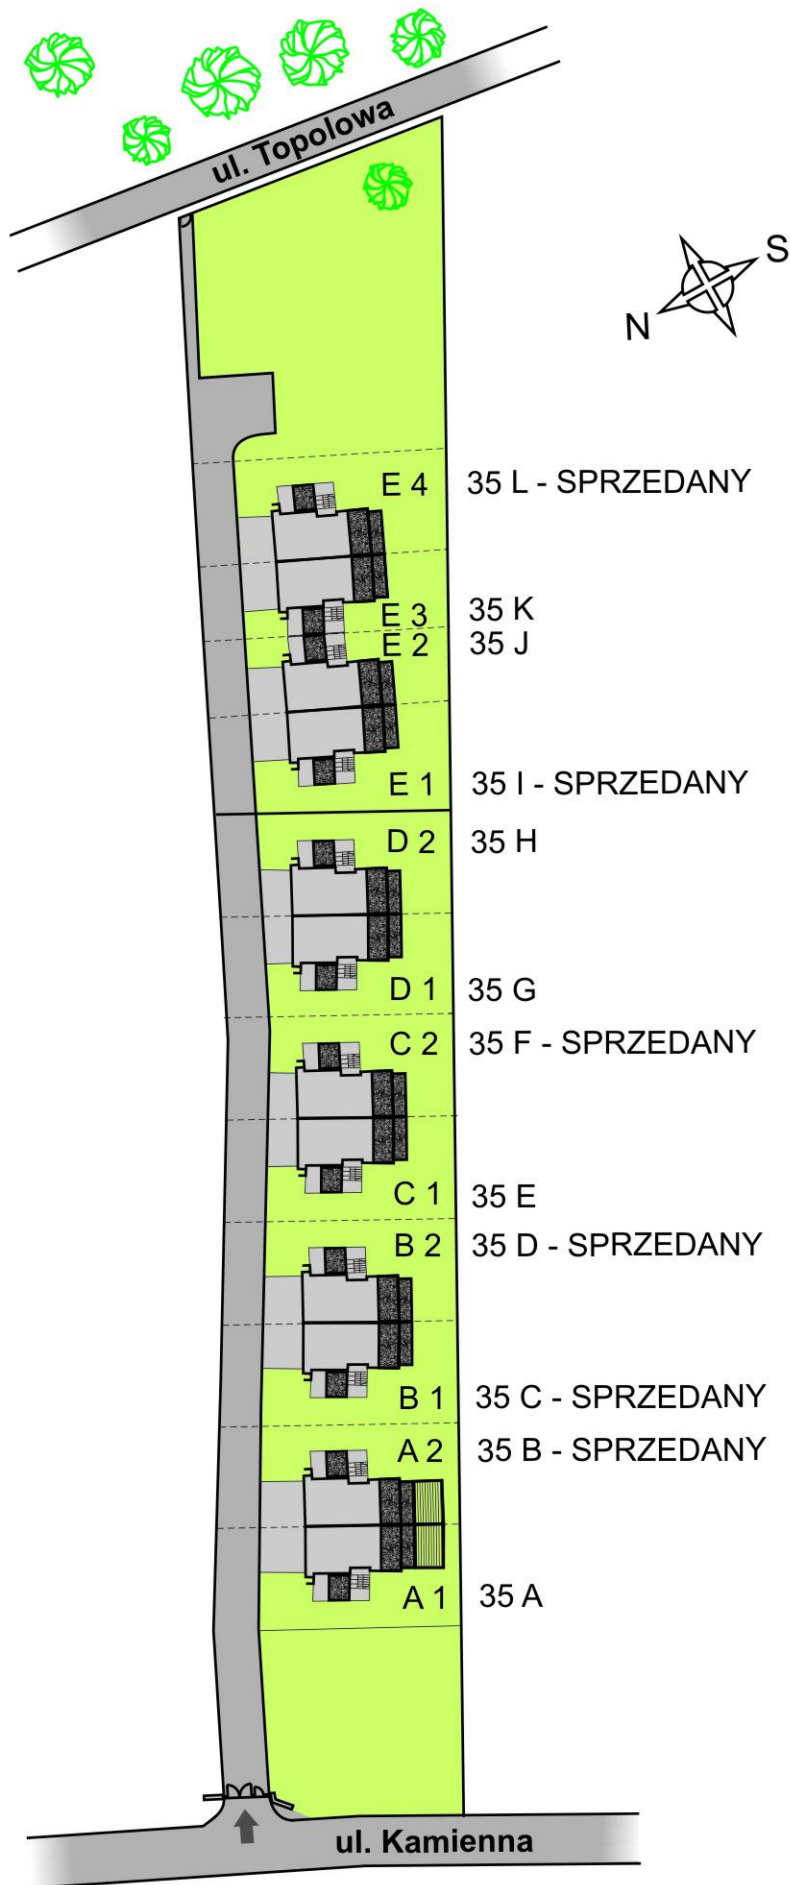 ul. Topolowa
S
N
E 4 35 L - SPRZEDANY
E 3 35 K
E 2 35 J
E 1 35 I - SPRZEDANY
D 2 35 H
D 1 35 G
C 2 35 F - SPRZEDANY
C 1 35 E
B 2 35 D - SPRZEDANY
B 1 35 C - SPRZEDANY
A 2 35 B - SPRZEDANY
A 1 35 A
ul. Kamienna